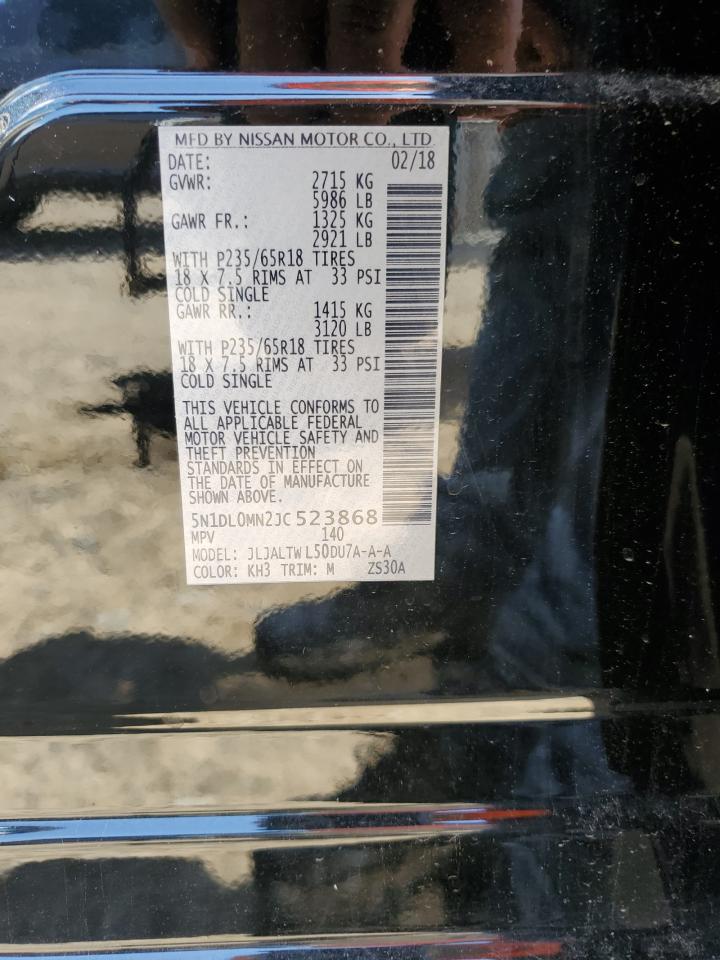 MFD BY NISSAN MOTOR CO., LTD
DATE: 02/18
GVWR: 2715 KG
5986 LB
GAWR FR.: 1325 KG
2921 LB
WITH P235/65R18 TIRES
18 X 7.5 RIMS AT 33 PSI
COLD SINGLE
GAWR RR.: 1415 KG
3120 LB
WITH P235/65R18 TIRES
18 X 7.5 RIMS AT 33 PSI
COLD SINGLE
THIS VEHICLE CONFORMS TO
ALL APPLICABLE FEDERAL
MOTOR VEHICLE SAFETY AND
THEFT PREVENTION
STANDARDS IN EFFECT ON
THE DATE OF MANUFACTURE
SHOWN ABOVE.
5N1DL0MN2JC523868
MPV 140
MODEL: JLJALTWL50DU7A-A-A
COLOR: KH3 TRIM: M ZS30A